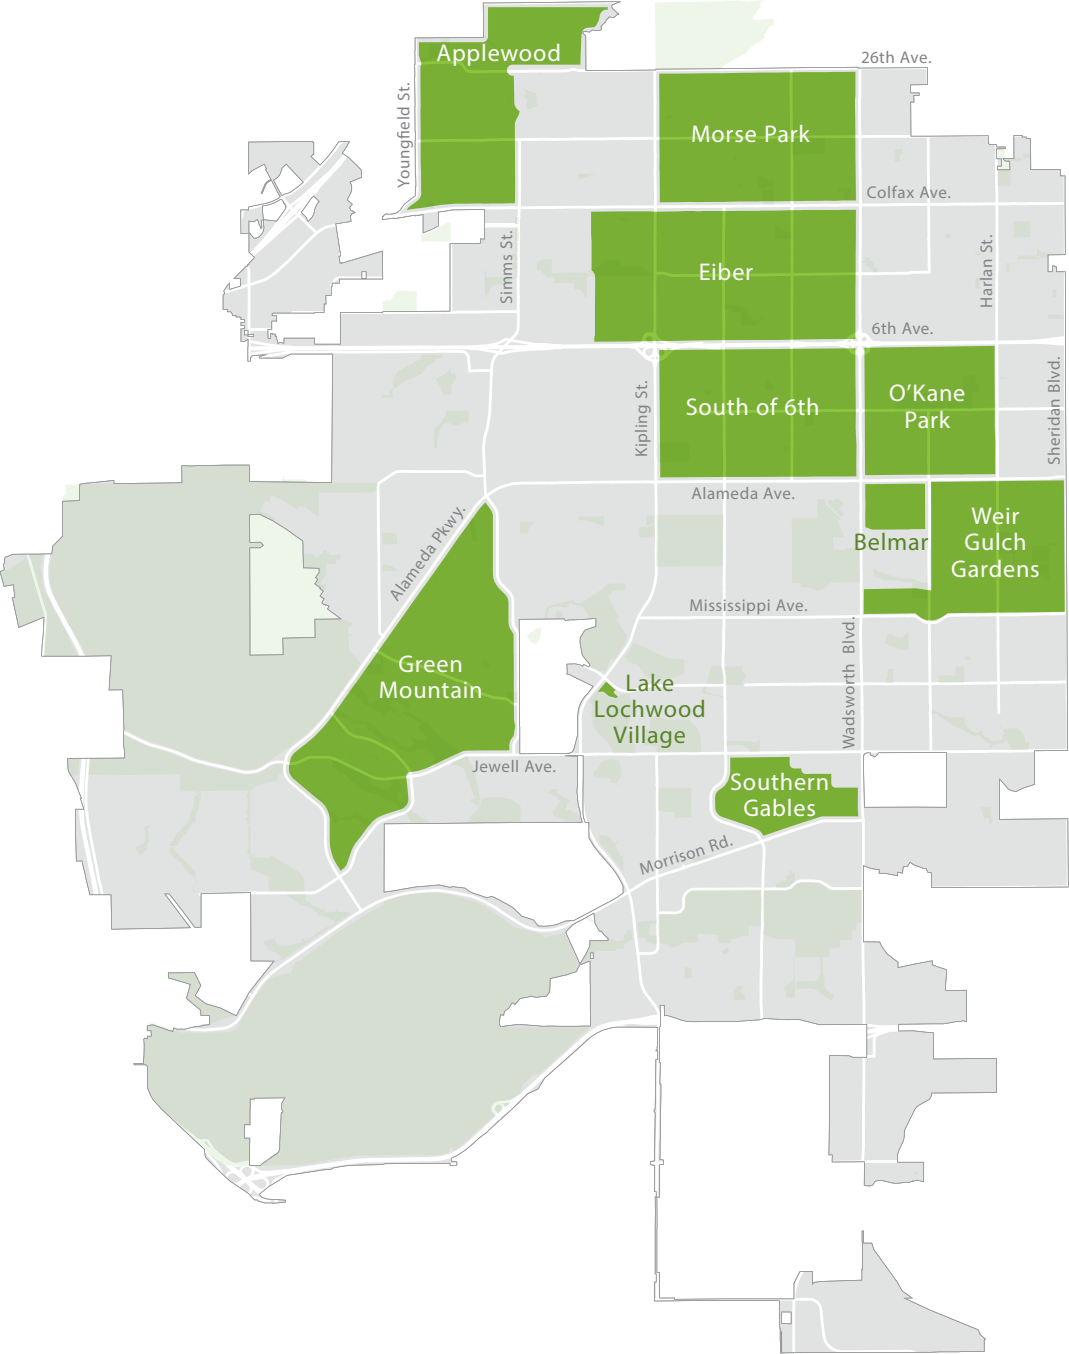 Applewood
26th Ave.
Youngfield St.
Morse Park
Colfax Ave.
Simms St.
Eiber
Harlan St.
6th Ave.
Kipling St.
South of 6th
O'Kane
Park
Sheridan Blvd.
Alameda Ave.
Alameda Pkwy.
Belmar
Weir
Gulch
Gardens
Mississippi Ave.
Green
Mountain
Lake
Lochwood
Village
Wadsworth Blvd.
Jewell Ave.
Southern
Gables
Morrison Rd.